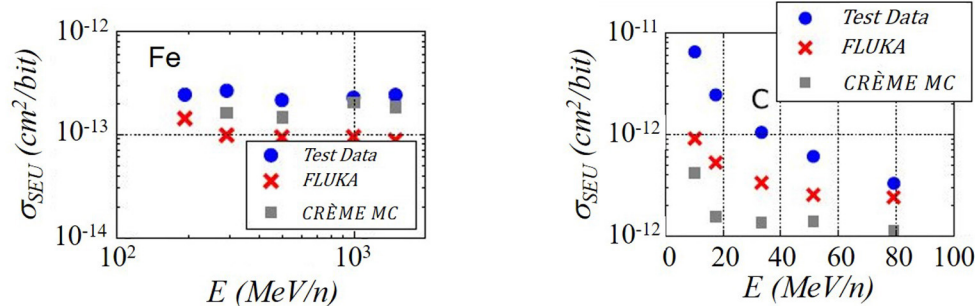 10⁻¹²
Fe
σSEU (cm²/bit)
10⁻¹³
Test Data
FLUKA
CRÈME MC
10⁻¹⁴
10² 10³
E (MeV/n)
10⁻¹¹
Test Data
FLUKA
CRÈME MC
C
σSEU (cm²/bit)
10⁻¹²
10⁻¹²
0 20 40 60 80 100
E (MeV/n)